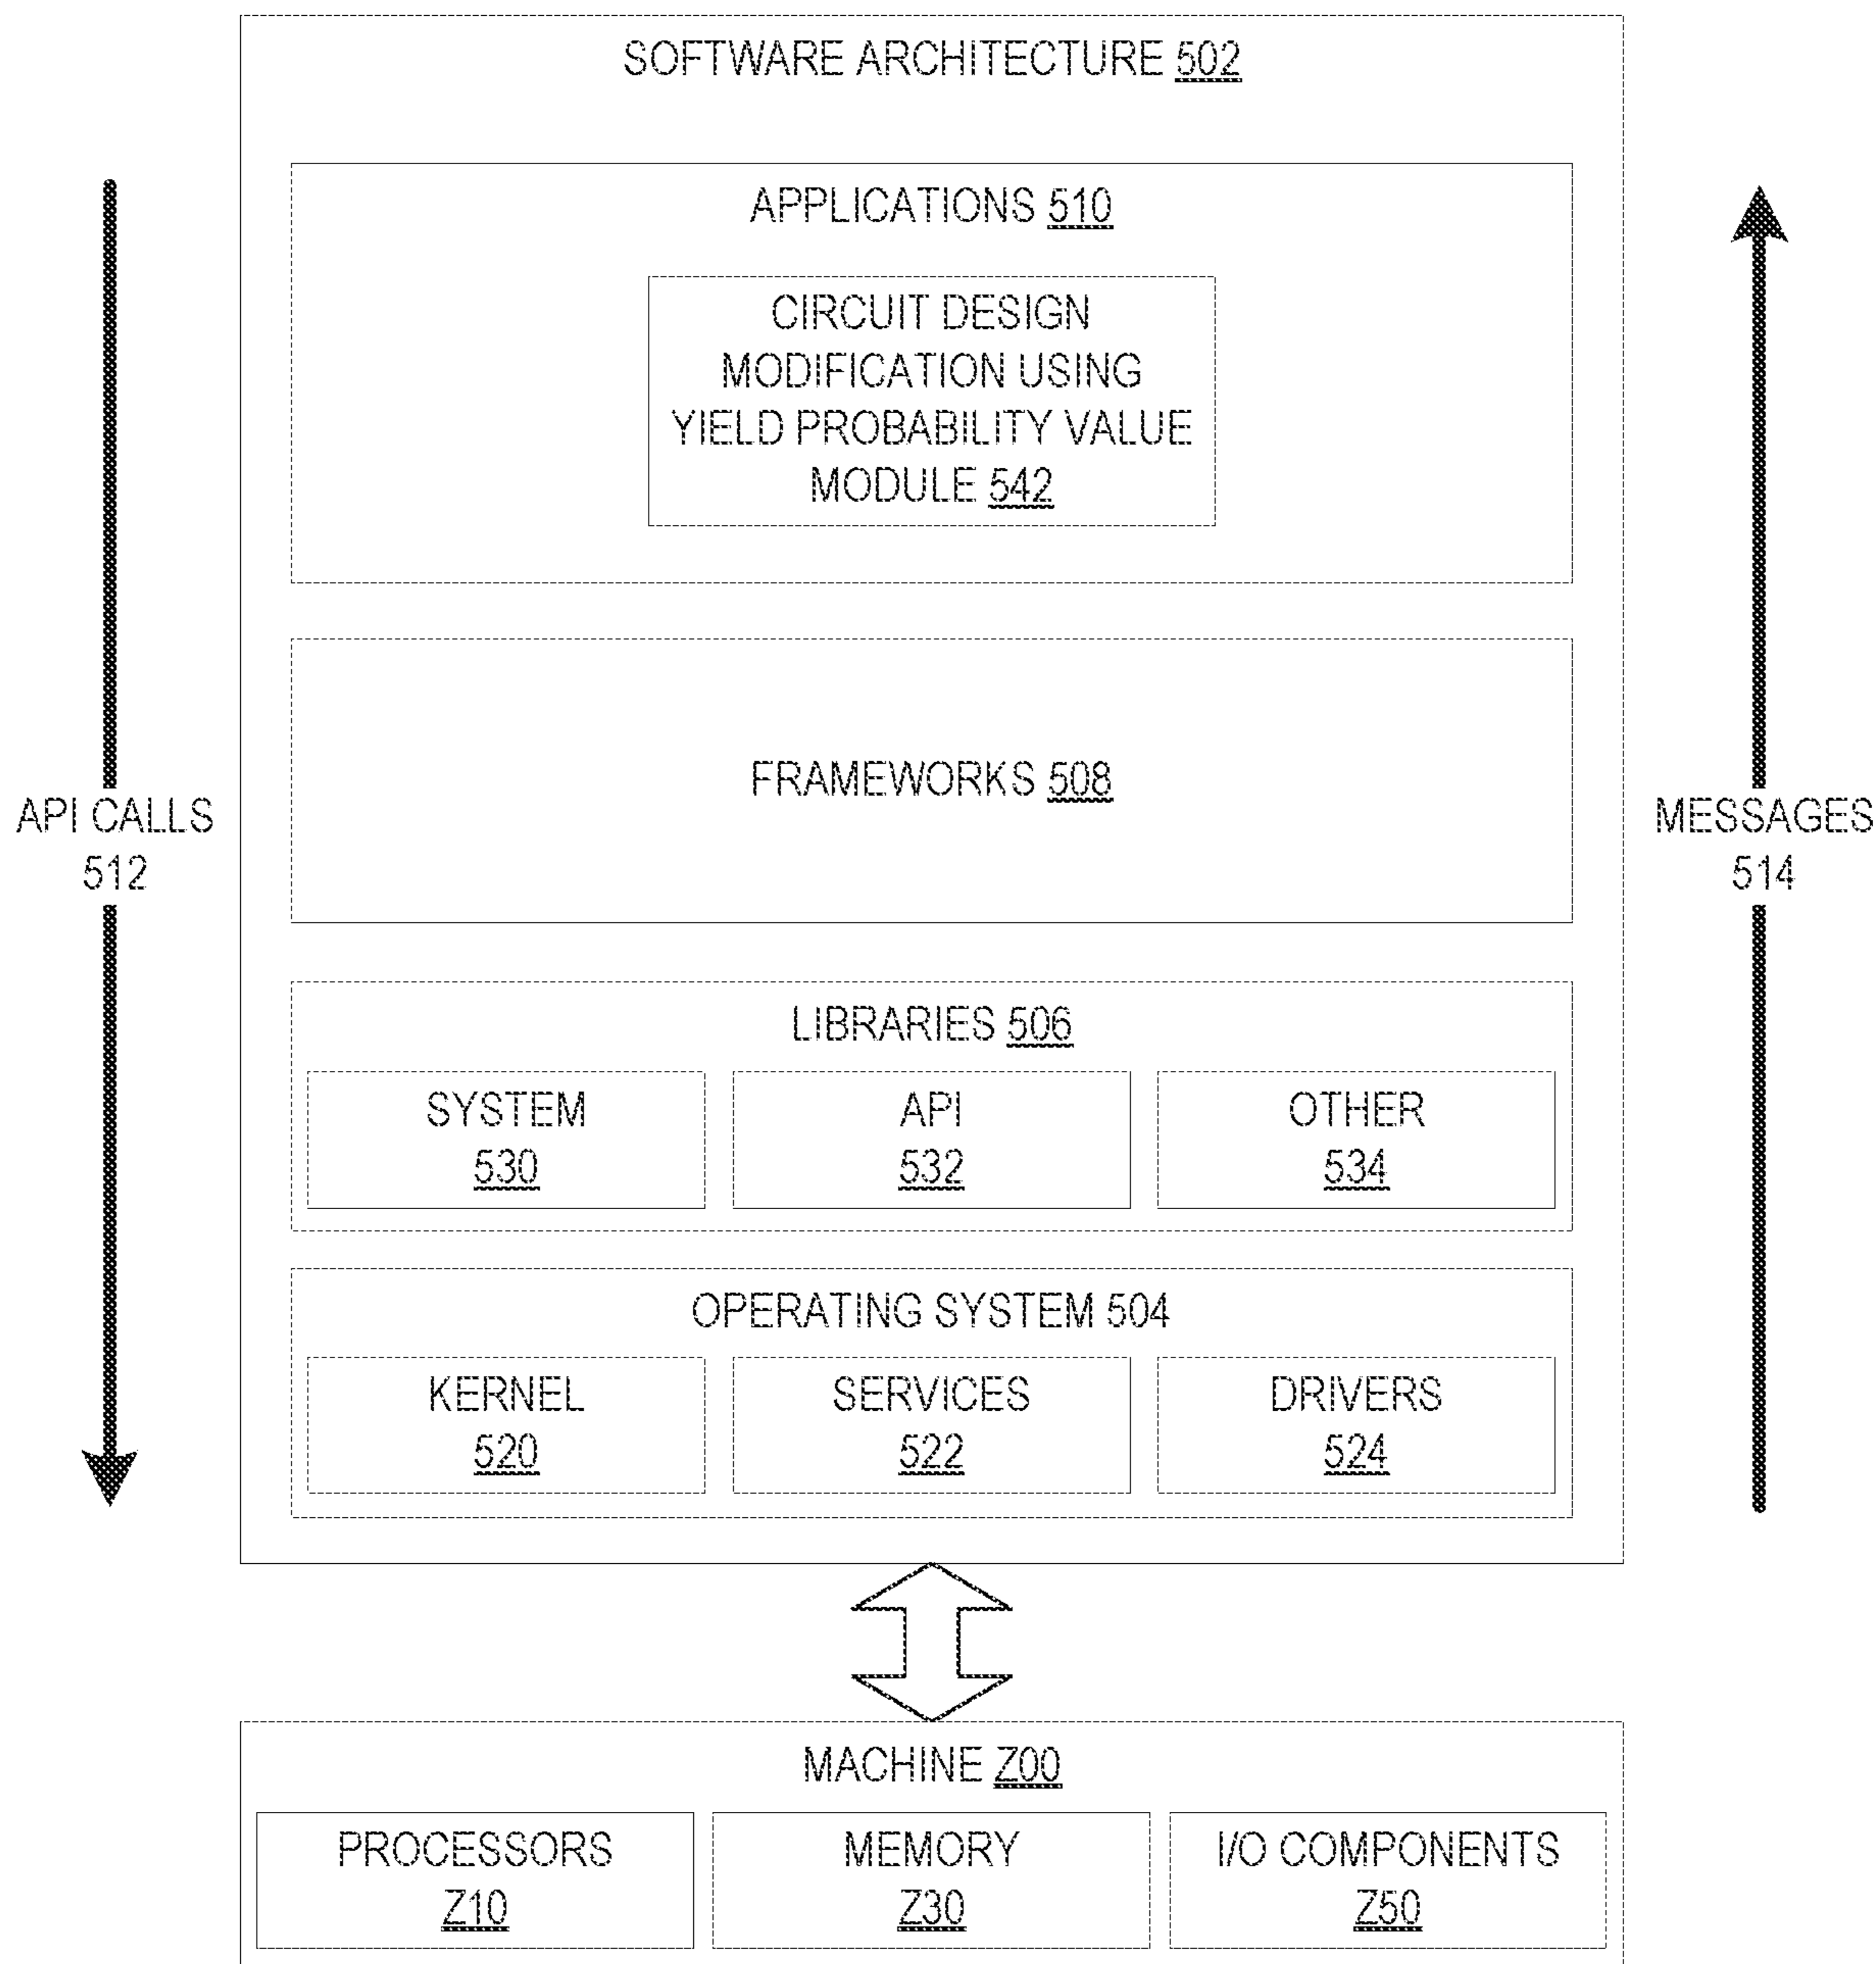 SOFTWARE ARCHITECTURE 502
APPLICATIONS 510
CIRCUIT DESIGN
MODIFICATION USING
YIELD PROBABILITY VALUE
MODULE 542
FRAMEWORKS 508
API CALLS
512
MESSAGES
514
LIBRARIES 506
SYSTEM
530
API
532
OTHER
534
OPERATING SYSTEM 504
KERNEL
520
SERVICES
522
DRIVERS
524
MACHINE Z00
PROCESSORS
Z10
MEMORY
Z30
I/O COMPONENTS
Z50